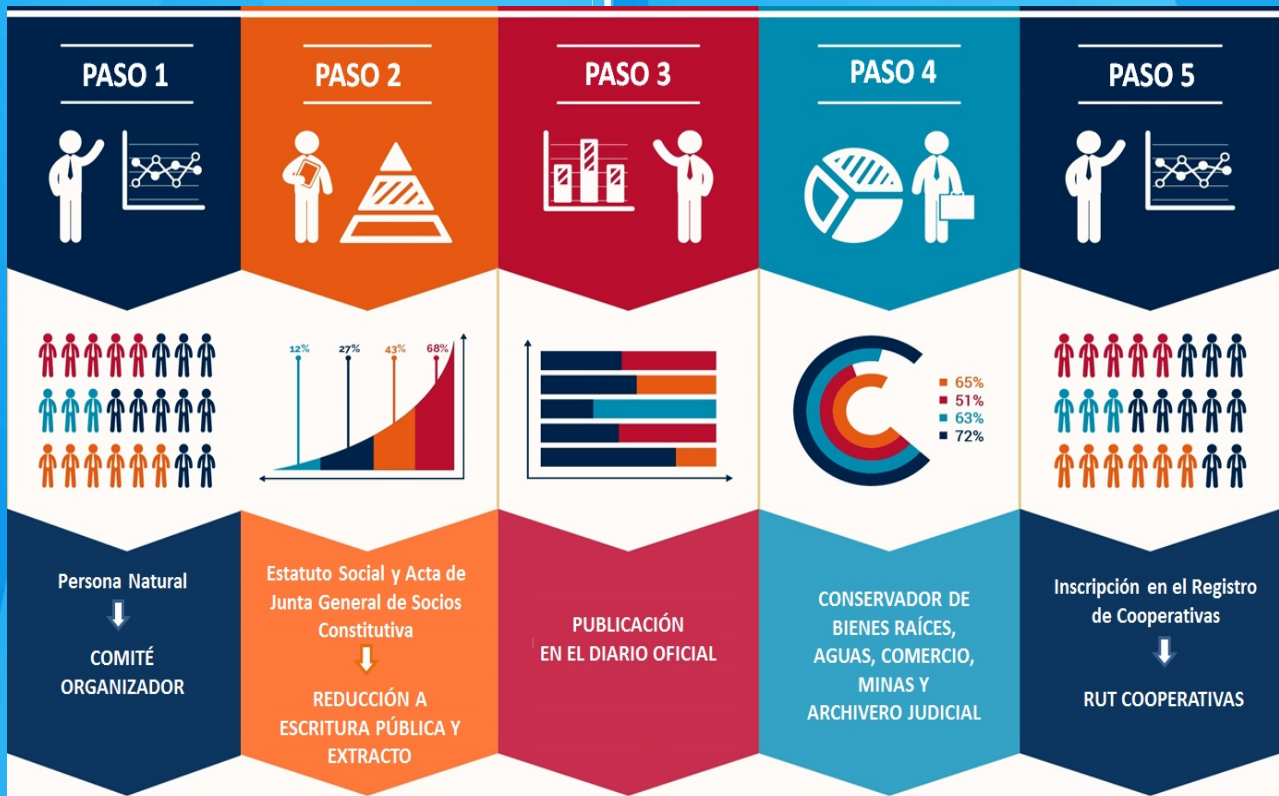 PASO 1
PASO 2
PASO 3
PASO 4
PASO 5
12%
27%
43%
68%
65%
51%
63%
72%
Persona Natural
COMITÉ
ORGANIZADOR
Estatuto Social y Acta de
Junta General de Socios
Constitutiva
REDUCCIÓN A
ESCRITURA PÚBLICA Y
EXTRACTO
PUBLICACIÓN
EN EL DIARIO OFICIAL
CONSERVADOR DE
BIENES RAÍCES,
AGUAS, COMERCIO,
MINAS Y
ARCHIVERO JUDICIAL
Inscripción en el Registro
de Cooperativas
RUT COOPERATIVAS